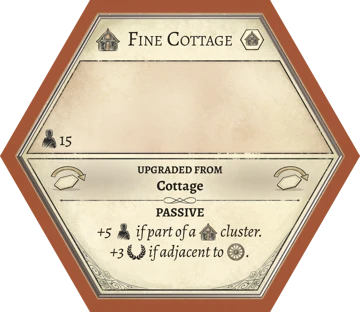 Fine Cottage
15
UPGRADED FROM
Cottage
PASSIVE
+5 if part of a cluster.
+3 if adjacent to .